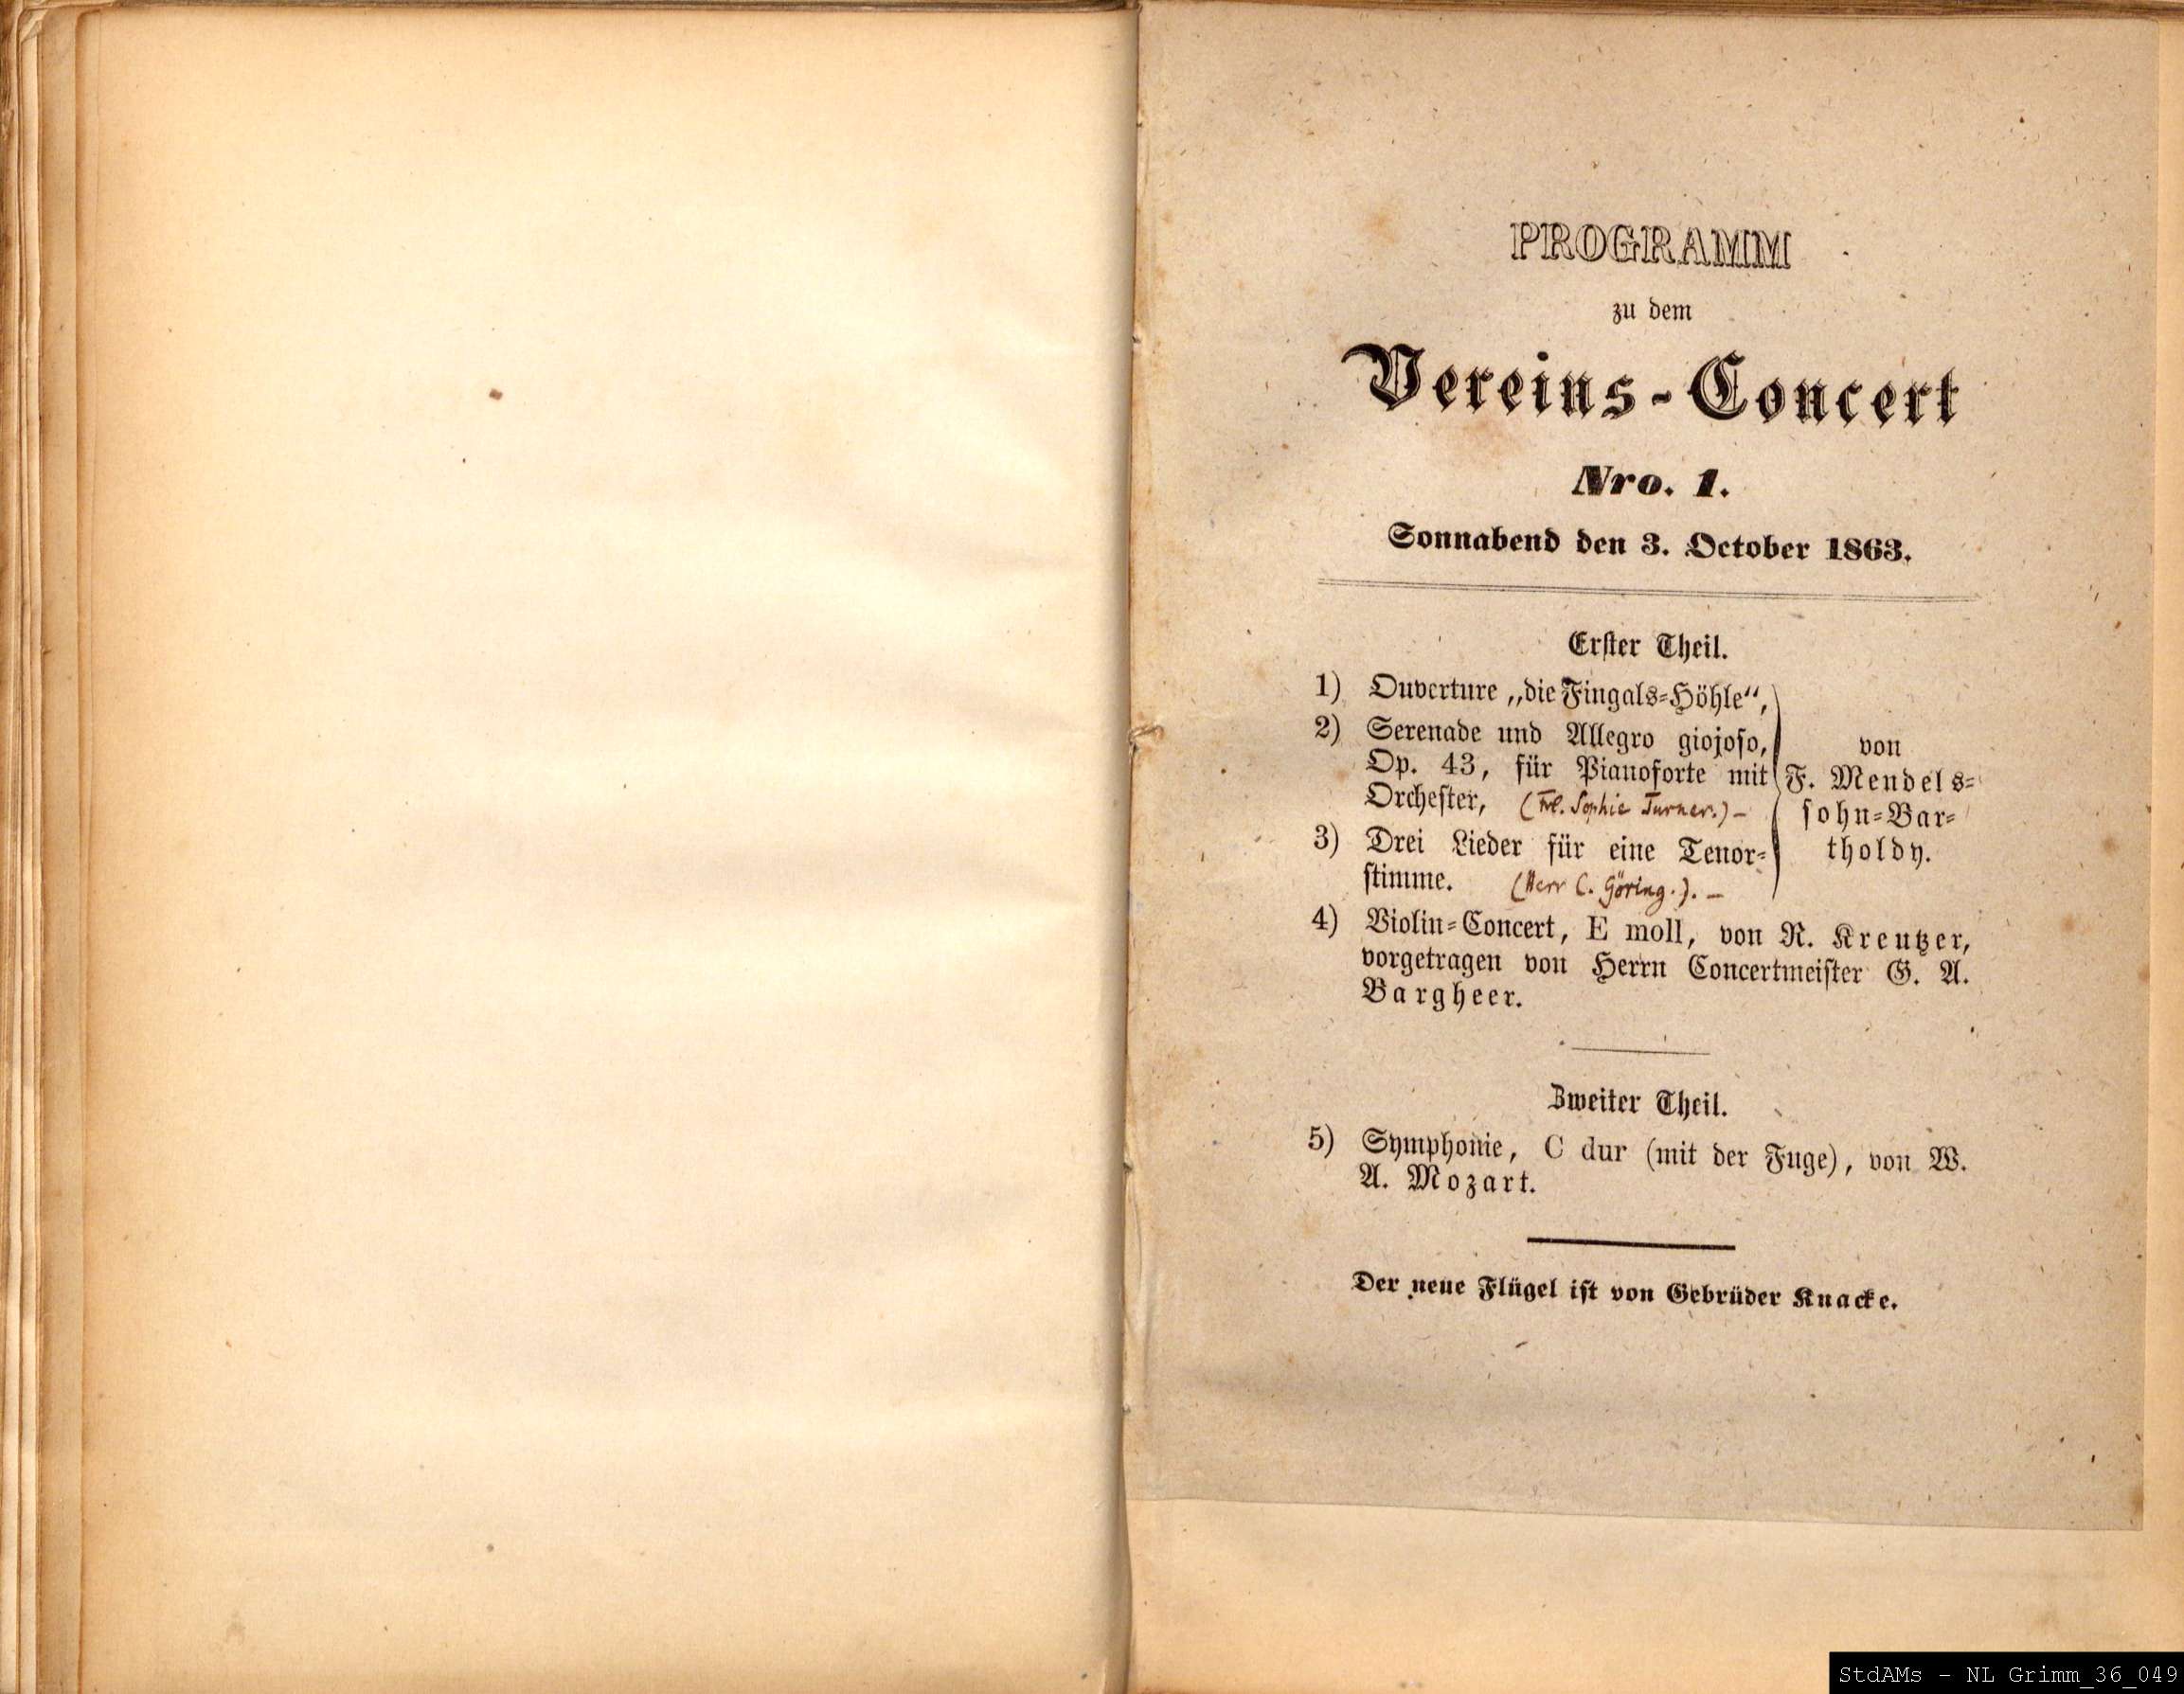 PROGRAMM
zu dem
Vereins-Concert
Nro. 1.
Sonnabend den 3. October 1863.
Erster Theil.
1) Ouverture „die Fingals-Höhle“,
2) Serenade und Allegro giojoso,
Op. 43, für Pianoforte mit
Orchester, (Frl. Sophie Turner.) –
3) Drei Lieder für eine Tenor-
stimme. (Herr C. Göring.). –
von
F. Mendels-
sohn-Bar-
tholdy.
4) Violin-Concert, E moll, von R. Kreutzer,
vorgetragen von Herrn Concertmeister G. A.
Bargheer.
Zweiter Theil.
5) Symphonie, C dur (mit der Fuge), von W.
A. Mozart.
Der neue Flügel ist von Gebrüder Knacke.
StdAMs - NL Grimm_36_049